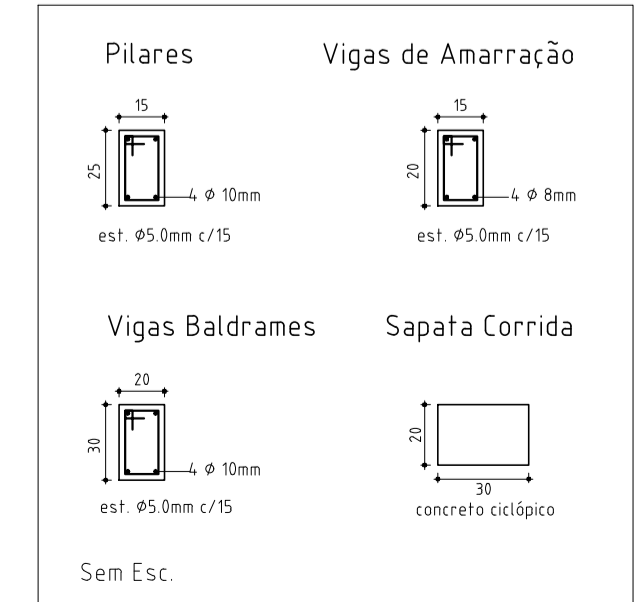 Pilares
15
25
4 Ø 10mm
est. Ø5.0mm c/15
Vigas de Amarração
15
20
4 Ø 8mm
est. Ø5.0mm c/15
Vigas Baldrames
20
30
4 Ø 10mm
est. Ø5.0mm c/15
Sapata Corrida
20
30
concreto ciclópico
Sem Esc.